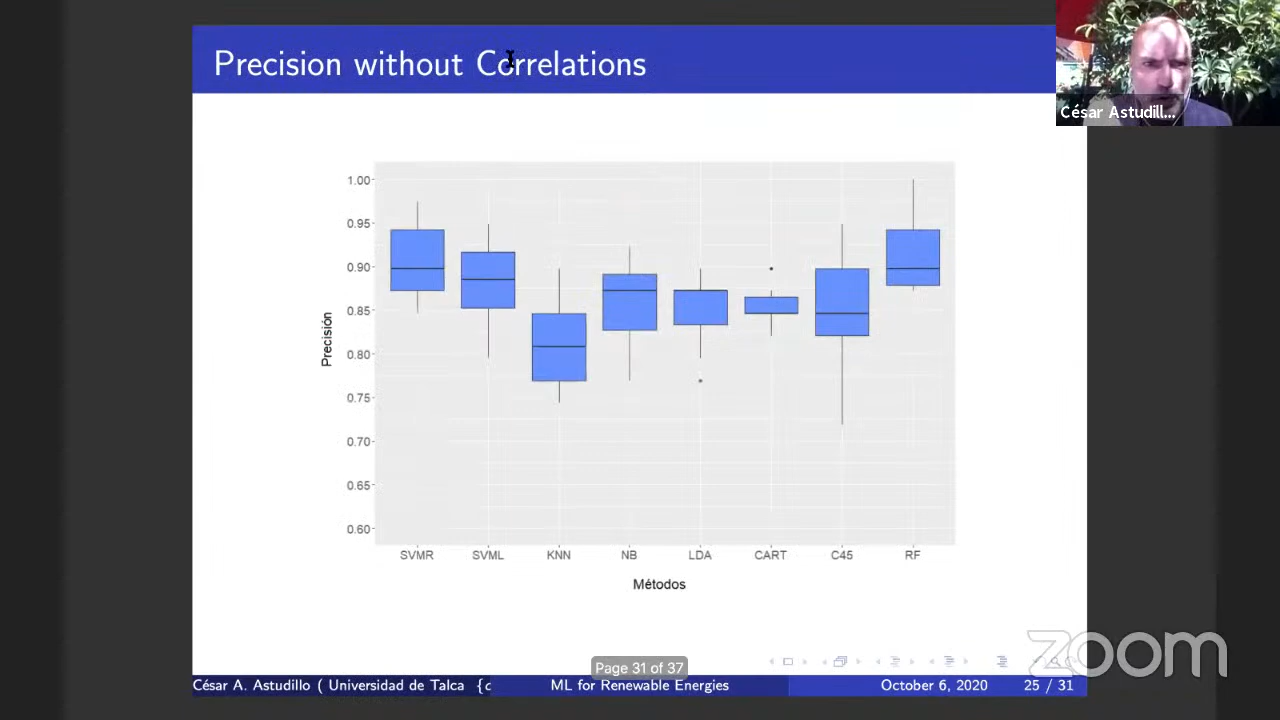 Precision without Correlations
César Astudill...
1.00
0.95
0.90
0.85
0.80
0.75
0.70
0.65
0.60
Precisión
SVMR SVML KNN NB LDA CART C45 RF
Métodos
zoom
Page 31 of 37
César A. Astudillo ( Universidad de Talca {c ML for Renewable Energies October 6, 2020 25 / 31